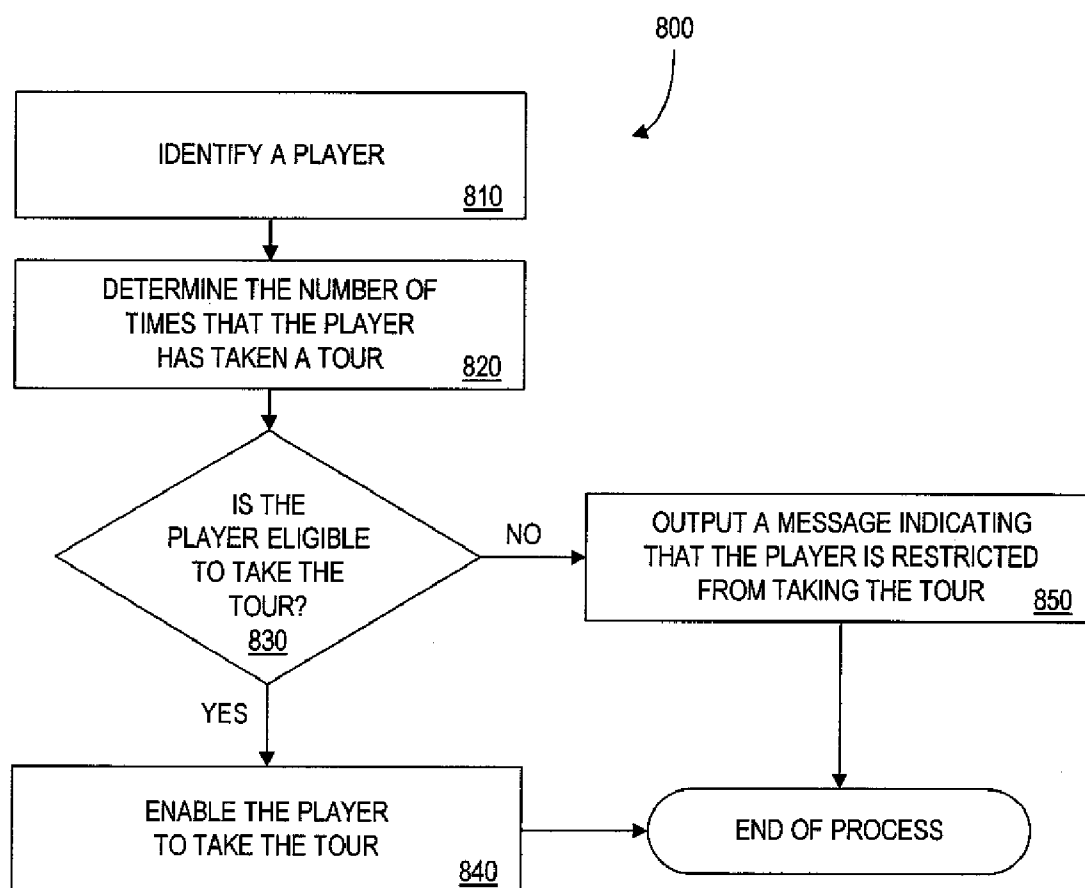 800
IDENTIFY A PLAYER
810
DETERMINE THE NUMBER OF
TIMES THAT THE PLAYER
HAS TAKEN A TOUR
820
IS THE
PLAYER ELIGIBLE
TO TAKE THE
TOUR?
830
NO
OUTPUT A MESSAGE INDICATING
THAT THE PLAYER IS RESTRICTED
FROM TAKING THE TOUR
850
YES
ENABLE THE PLAYER
TO TAKE THE TOUR
840
END OF PROCESS